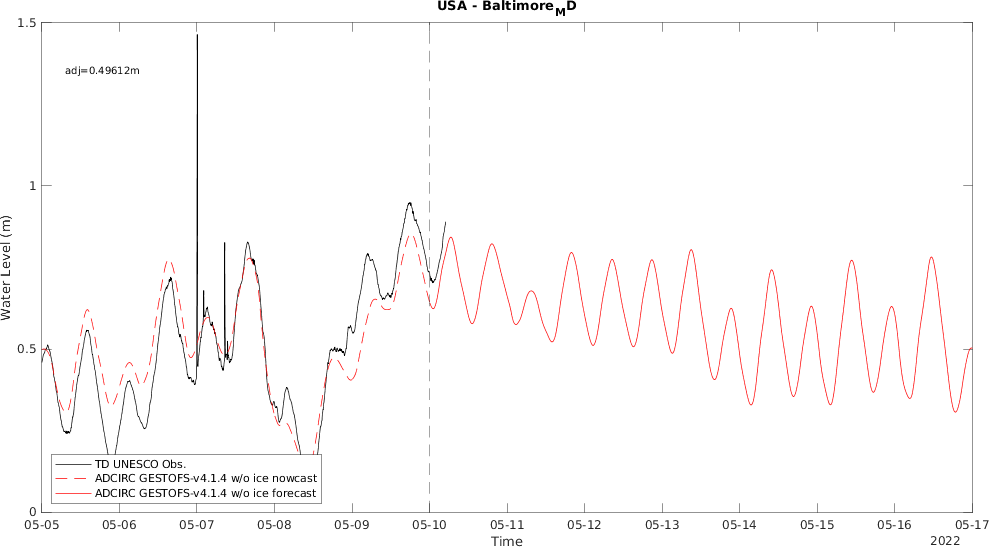 USA - Baltimore_MD
1.5
adj=0.49612m
1
Water Level (m)
0.5
TD UNESCO Obs.
ADCIRC GESTOFS-v4.1.4 w/o ice nowcast
ADCIRC GESTOFS-v4.1.4 w/o ice forecast
0
05-05 05-06 05-07 05-08 05-09 05-10 05-11 05-12 05-13 05-14 05-15 05-16 05-17
Time
2022